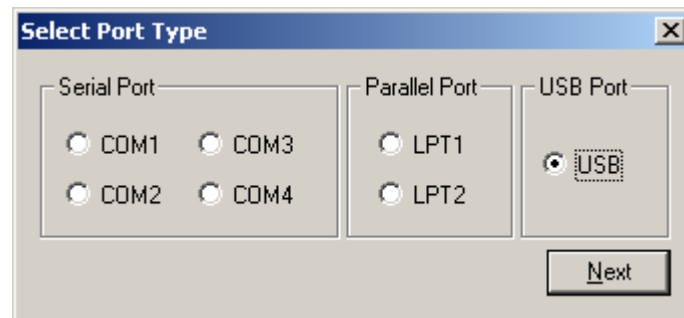 Select Port Type
Serial Port
COM1 COM3
COM2 COM4
Parallel Port
LPT1
LPT2
USB Port
USB
Next